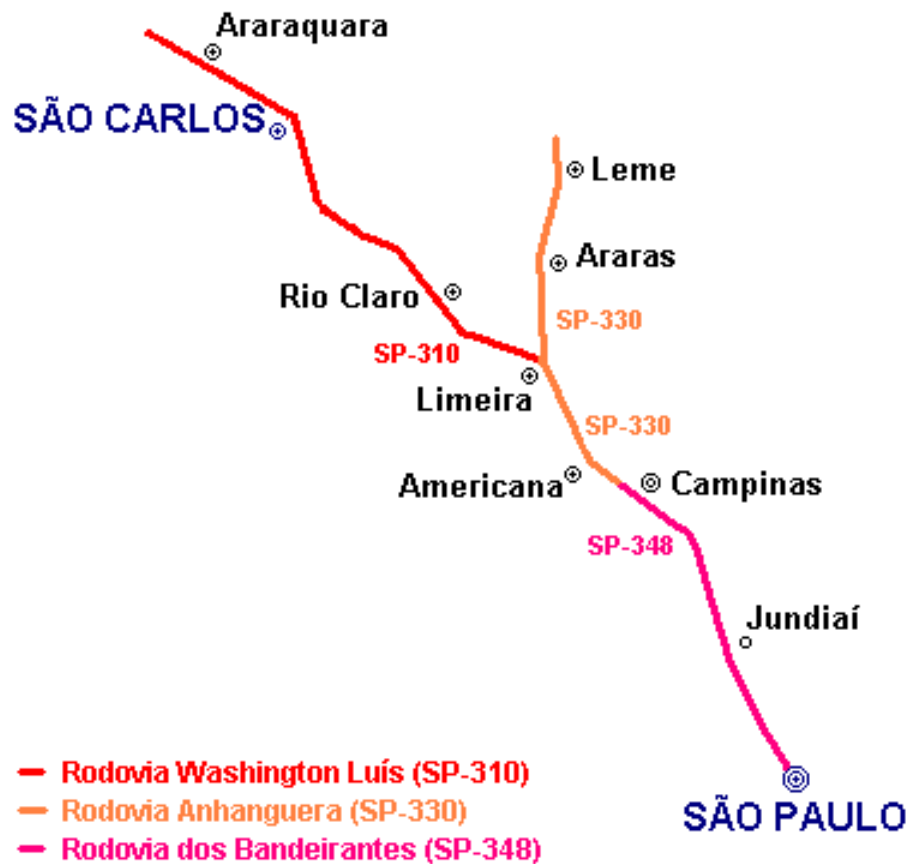 Araraquara
SÃO CARLOS
Leme
Araras
Rio Claro
SP-330
SP-310
Limeira
SP-330
Americana
Campinas
SP-348
Jundiaí
Rodovia Washington Luís (SP-310)
Rodovia Anhanguera (SP-330)
SÃO PAULO
Rodovia dos Bandeirantes (SP-348)